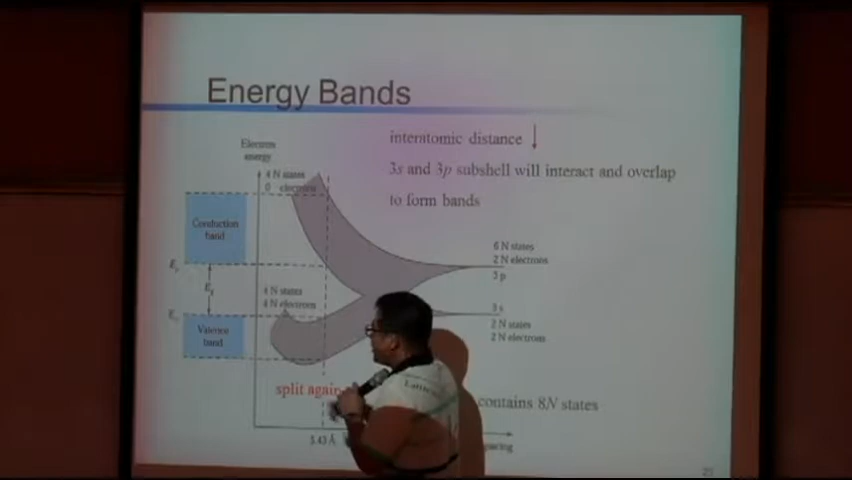 Energy Bands
interatomic distance ↓
3s and 3p subshell will interact and overlap
to form bands
Electron
energy
4 N states
0 electrons
Conduction
band
6 N states
2 N electrons
3 p
E
4 N states
4 N electrons
3 s
2 N states
2 N electrons
Valence
band
split again
contains 8N states
5.43 Å